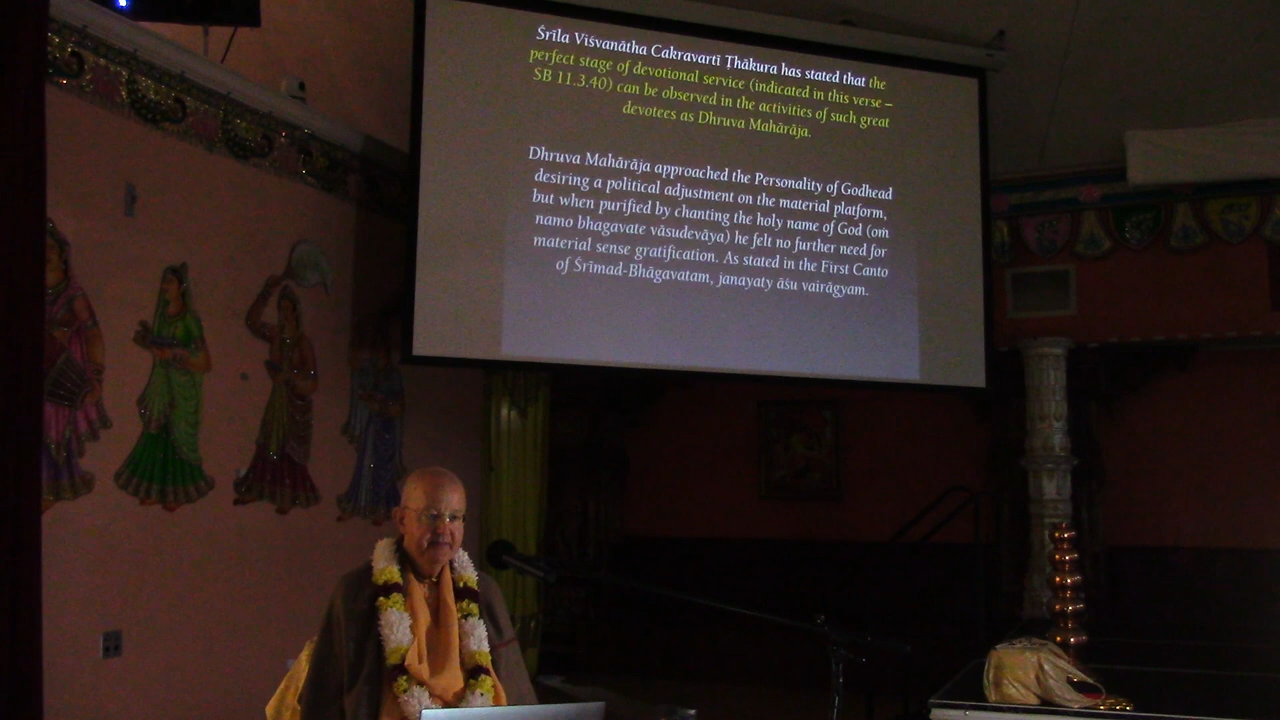 Śrīla Viśvanātha Cakravartī Ṭhākura has stated that the
perfect stage of devotional service (indicated in this verse –
SB 11.3.40) can be observed in the activities of such great
devotees as Dhruva Mahārāja.
Dhruva Mahārāja approached the Personality of Godhead
desiring a political adjustment on the material platform,
but when purified by chanting the holy name of God (oṁ
namo bhagavate vāsudevāya) he felt no further need for
material sense gratification. As stated in the First Canto
of Śrīmad-Bhāgavatam, janayaty āśu vairāgyam.